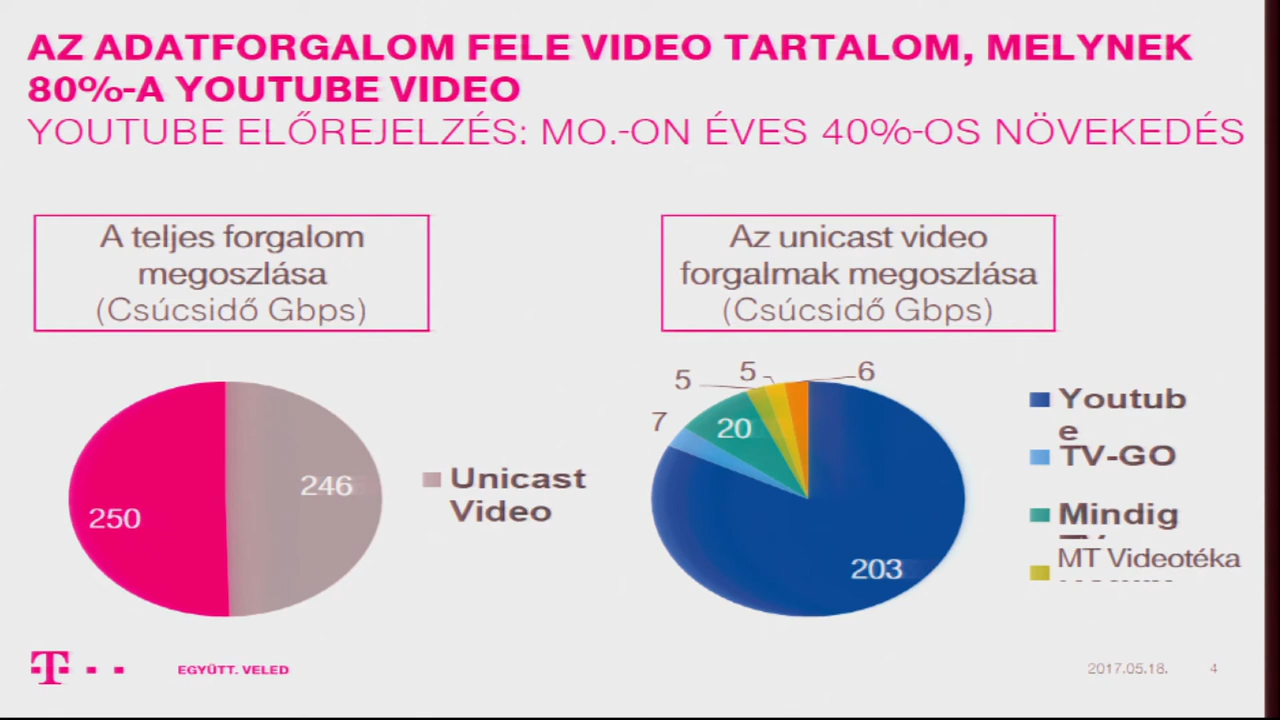 AZ ADATFORGALOM FELE VIDEO TARTALOM, MELYNEK
80%-A YOUTUBE VIDEO
YOUTUBE ELŐREJELZÉS: MO.-ON ÉVES 40%-OS NÖVEKEDÉS
A teljes forgalom
megoszlása
(Csúcsidő Gbps)
250
246
Unicast
Video
Az unicast video
forgalmak megoszlása
(Csúcsidő Gbps)
5
5
6
7
20
203
Youtub
e
TV-GO
Mindig
MT Videotéka
T
EGYÜTT. VELED
2017.05.18.
4